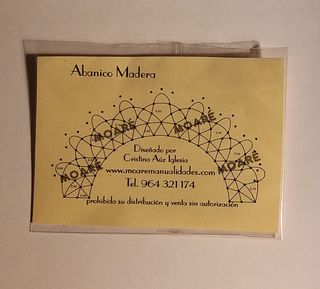 Abanico Madera
MOARÉ
MOARÉ
MOARÉ
MOARÉ
Diseñado por
Cristina Aúz Iglesia
www.moaremanualidades.com
Tel. 964 321 174
prohibida su distribución y venta sin autorización